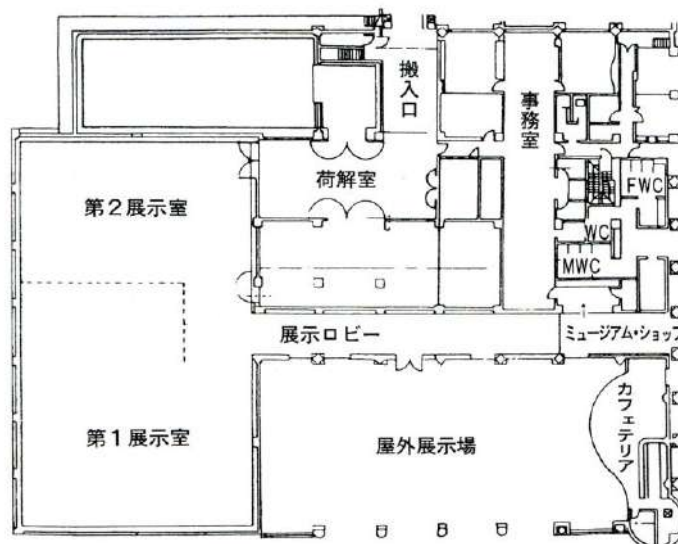 搬入口
事務室
荷解室
FWC
第2展示室
WC
MWC
展示ロビー
ミュージアム・ショップ
カフェテリア
第1展示室
屋外展示場